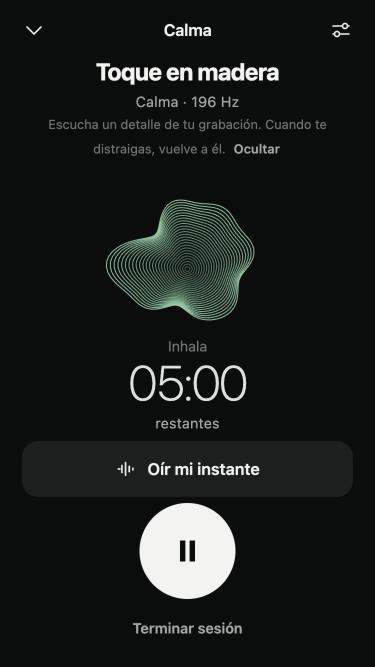 Calma
Toque en madera
Calma · 196 Hz
Escucha un detalle de tu grabación. Cuando te
distraigas, vuelve a él. Ocultar
Inhala
05:00
restantes
Oír mi instante
Terminar sesión